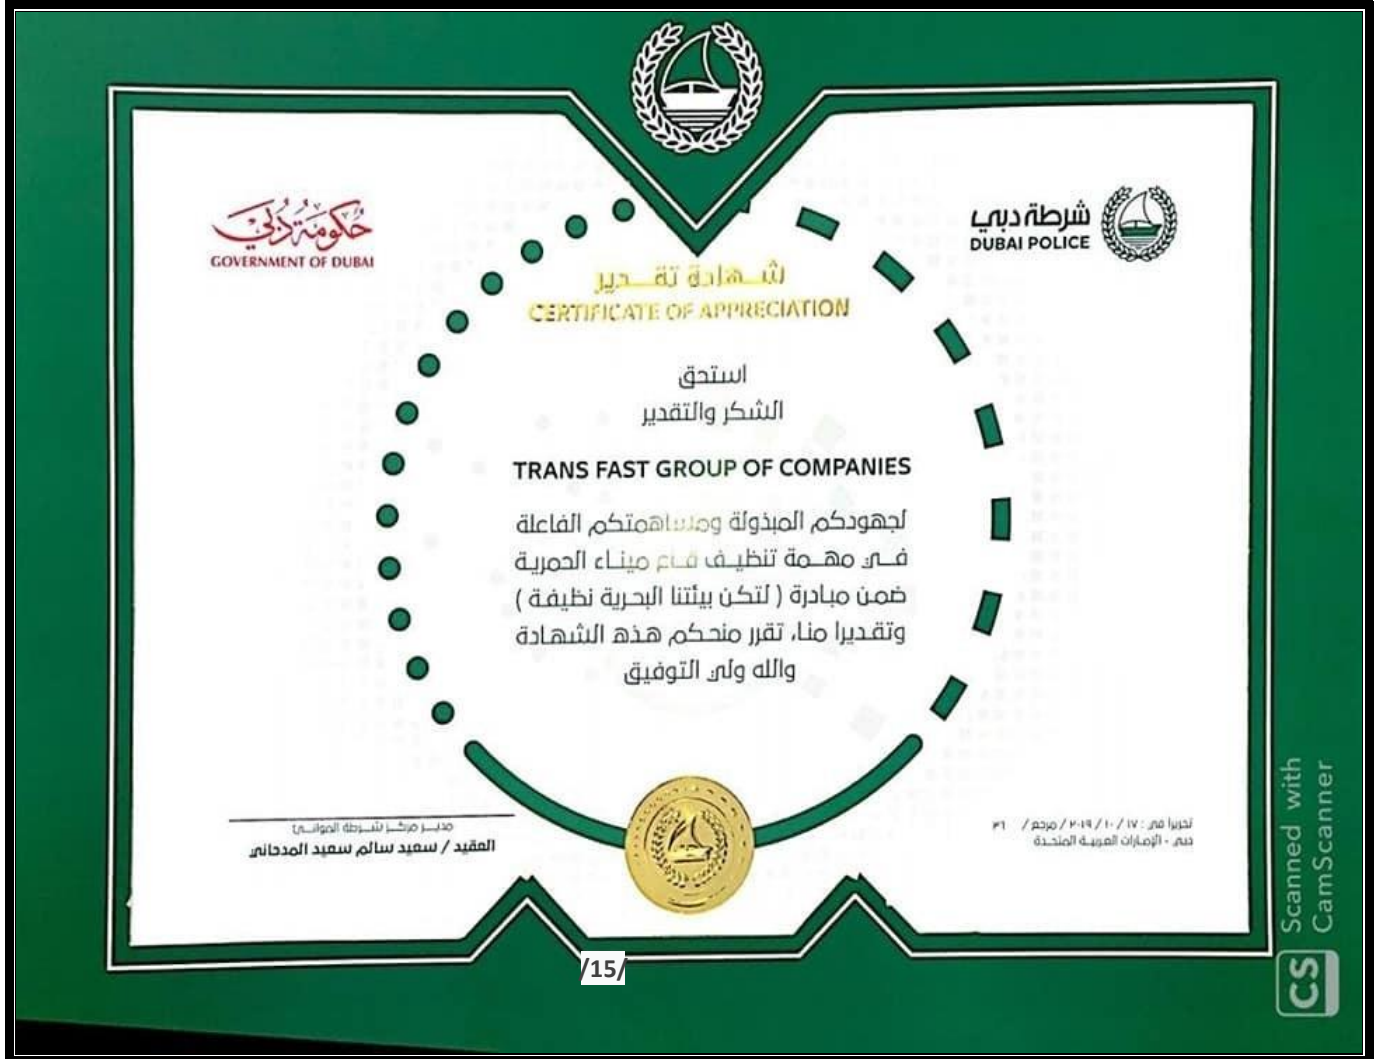 حكومة دبي
GOVERNMENT OF DUBAI
شرطة دبي
DUBAI POLICE
شهادة تقدير
CERTIFICATE OF APPRECIATION
استحق
الشكر والتقدير
TRANS FAST GROUP OF COMPANIES
لجهودكم المبذولة ومساهمتكم الفاعلة
في مهمة تنظيف قاع ميناء الحمرية
ضمن مبادرة ( لتكن بيئتنا البحرية نظيفة )
وتقديرا منا، تقرر منحكم هذه الشهادة
والله ولي التوفيق
مدير مركز شرطة الموانئ
العقيد / سعيد سالم سعيد المدحاني
تحريرا في : ١٧ / ١٠ / ٢٠١٩ / مرجع / ٣٦
دبي - الإمارات العربية المتحدة
/15/
Scanned with
CamScanner
CS